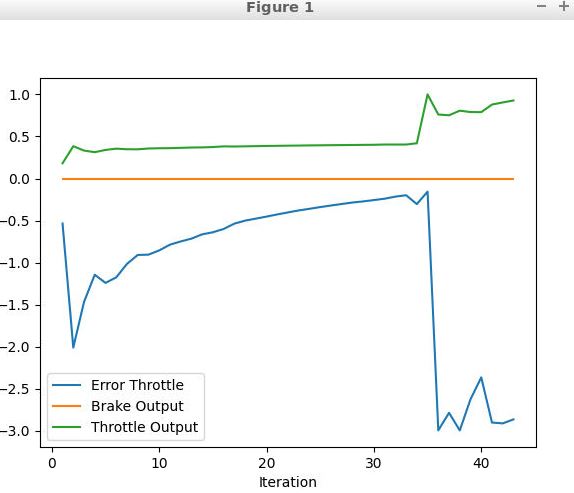 Figure 1
1.0
0.5
0.0
−0.5
−1.0
−1.5
−2.0
−2.5
−3.0
Error Throttle
Brake Output
Throttle Output
0 10 20 30 40
Iteration